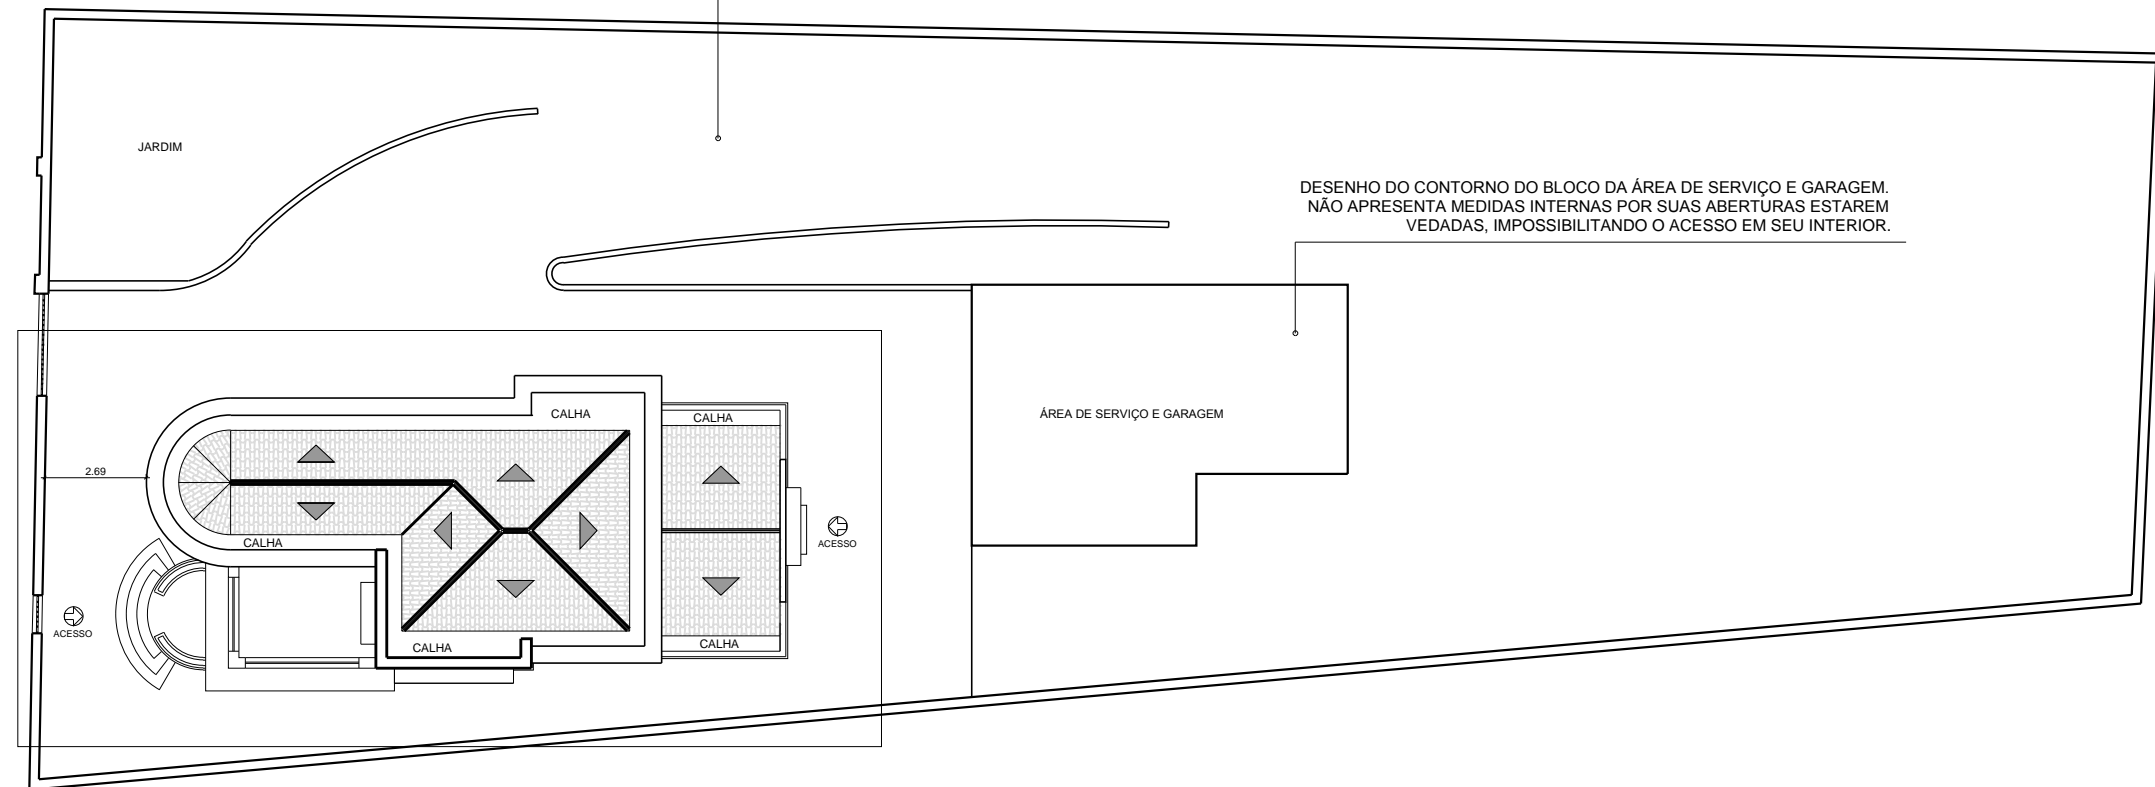 JARDIM
DESENHO DO CONTORNO DO BLOCO DA ÁREA DE SERVIÇO E GARAGEM.
NÃO APRESENTA MEDIDAS INTERNAS POR SUAS ABERTURAS ESTAREM
VEDADAS, IMPOSSIBILITANDO O ACESSO EM SEU INTERIOR.
CALHA
CALHA
ÁREA DE SERVIÇO E GARAGEM
2.69
CALHA
ACESSO
ACESSO
CALHA
CALHA